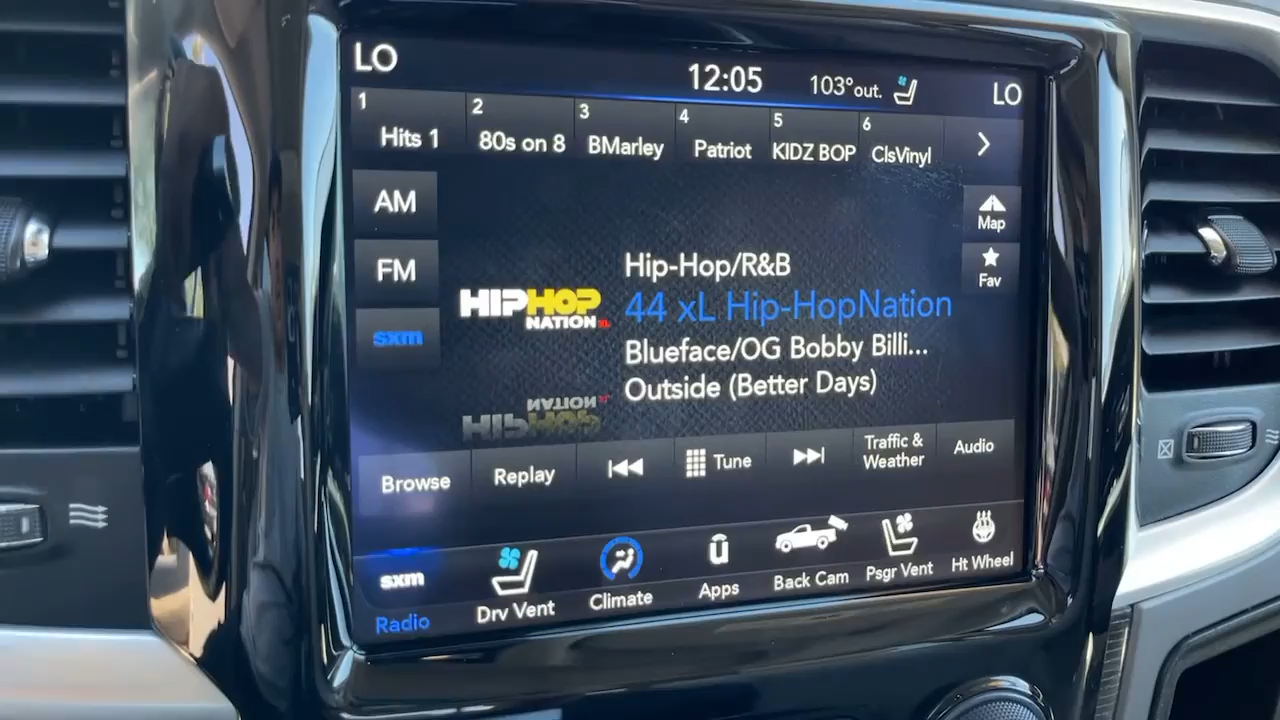 LO
12:05
103°out.
LO
1
Hits 1
2
80s on 8
3
BMarley
4
Patriot
5
KIDZ BOP
6
ClsVinyl
AM
FM
sxm
Map
Fav
HIPHOP
NATION XL
Hip-Hop/R&B
44 xL Hip-HopNation
Blueface/OG Bobby Billi...
Outside (Better Days)
Browse
Replay
Tune
Traffic &
Weather
Audio
sxm
Radio
Drv Vent
Climate
Apps
Back Cam
Psgr Vent
Ht Wheel